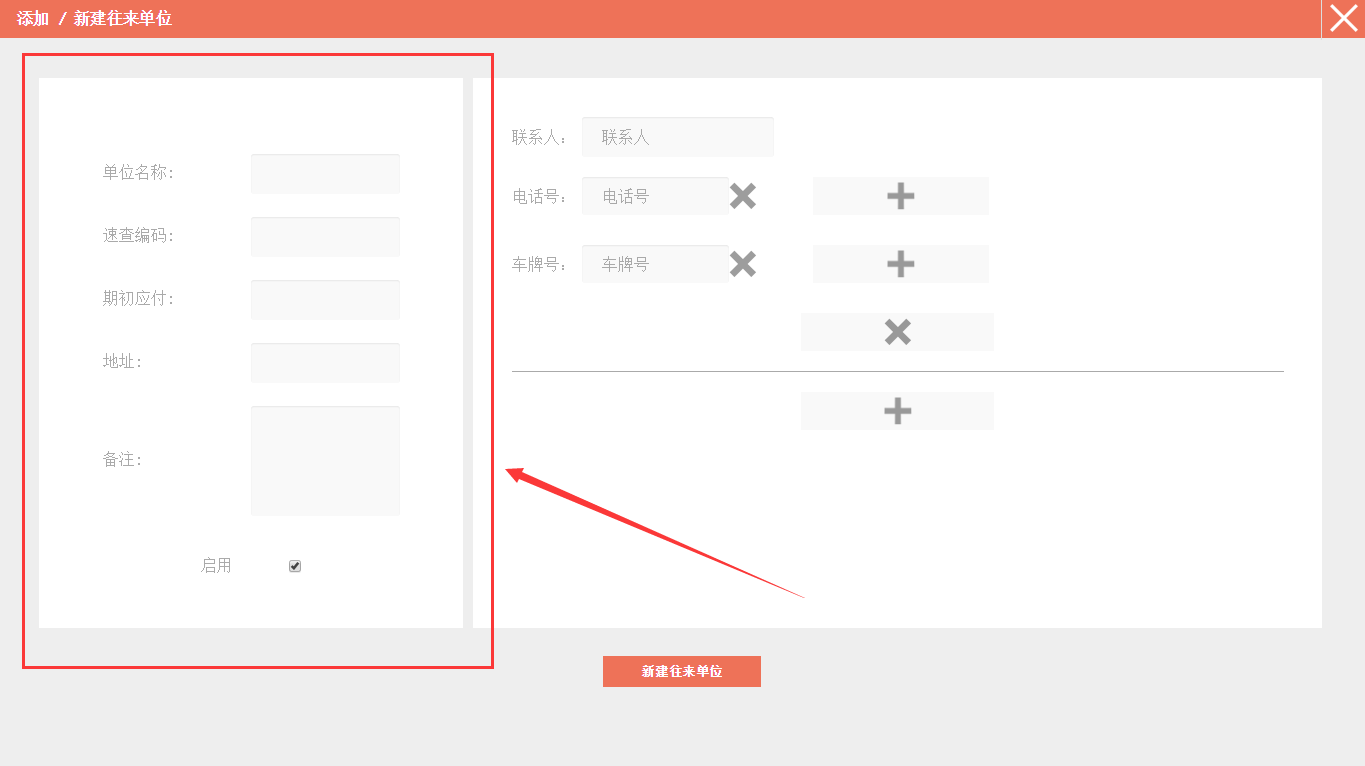 添加 / 新建往来单位
单位名称:
速查编码:
期初应付:
地址:
备注:
启用
联系人: 联系人
电话号: 电话号
车牌号: 车牌号
新建往来单位